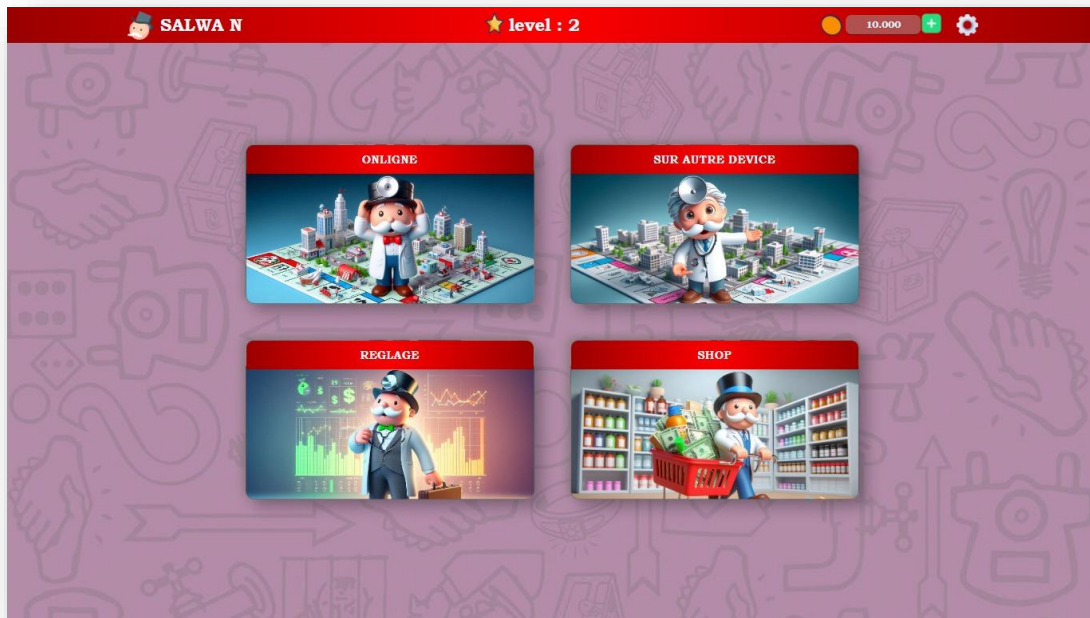 SALWA N
level : 2
10.000
+
ONLIGNE
SUR AUTRE DEVICE
REGLAGE
SHOP